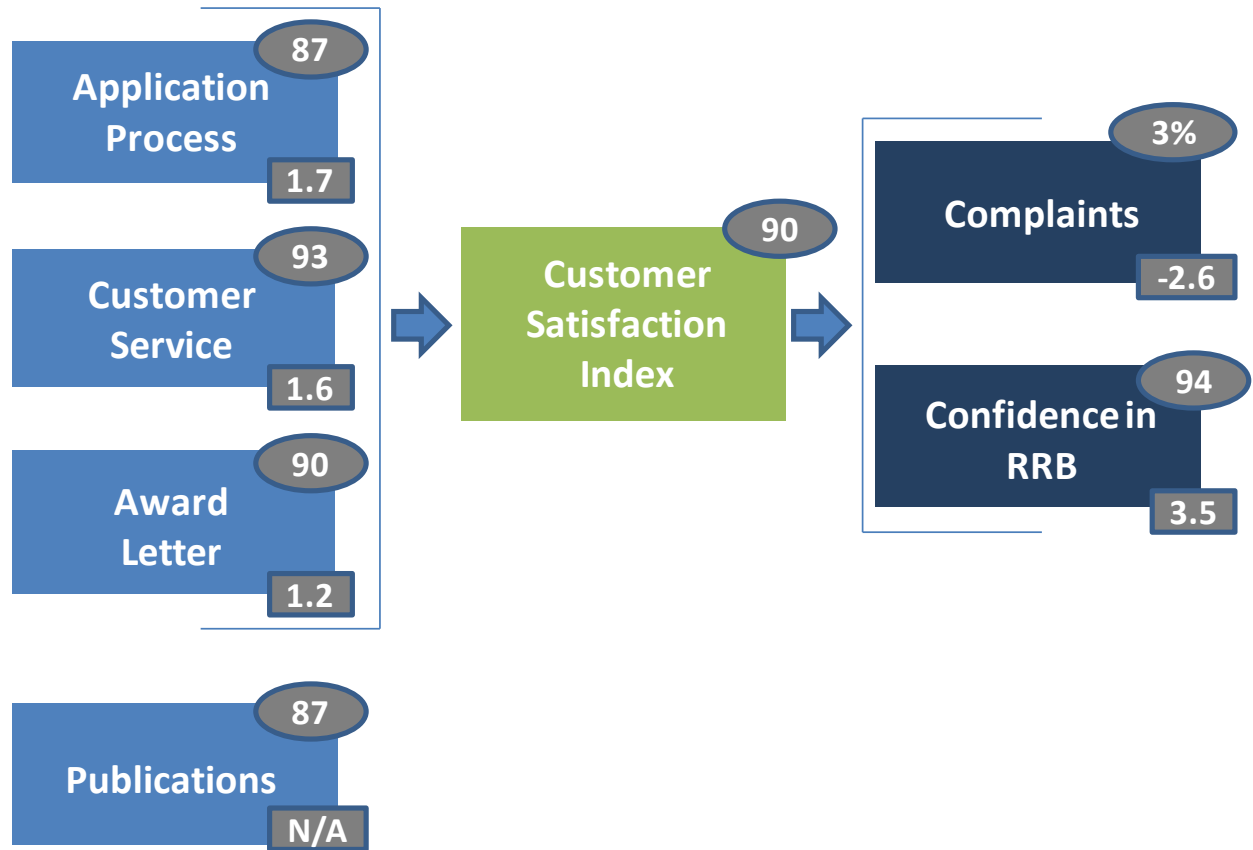 87
Application
Process
1.7
93
Customer
Service
1.6
90
Award
Letter
1.2
87
Publications
N/A
90
Customer
Satisfaction
Index
3%
Complaints
-2.6
94
Confidence in
RRB
3.5